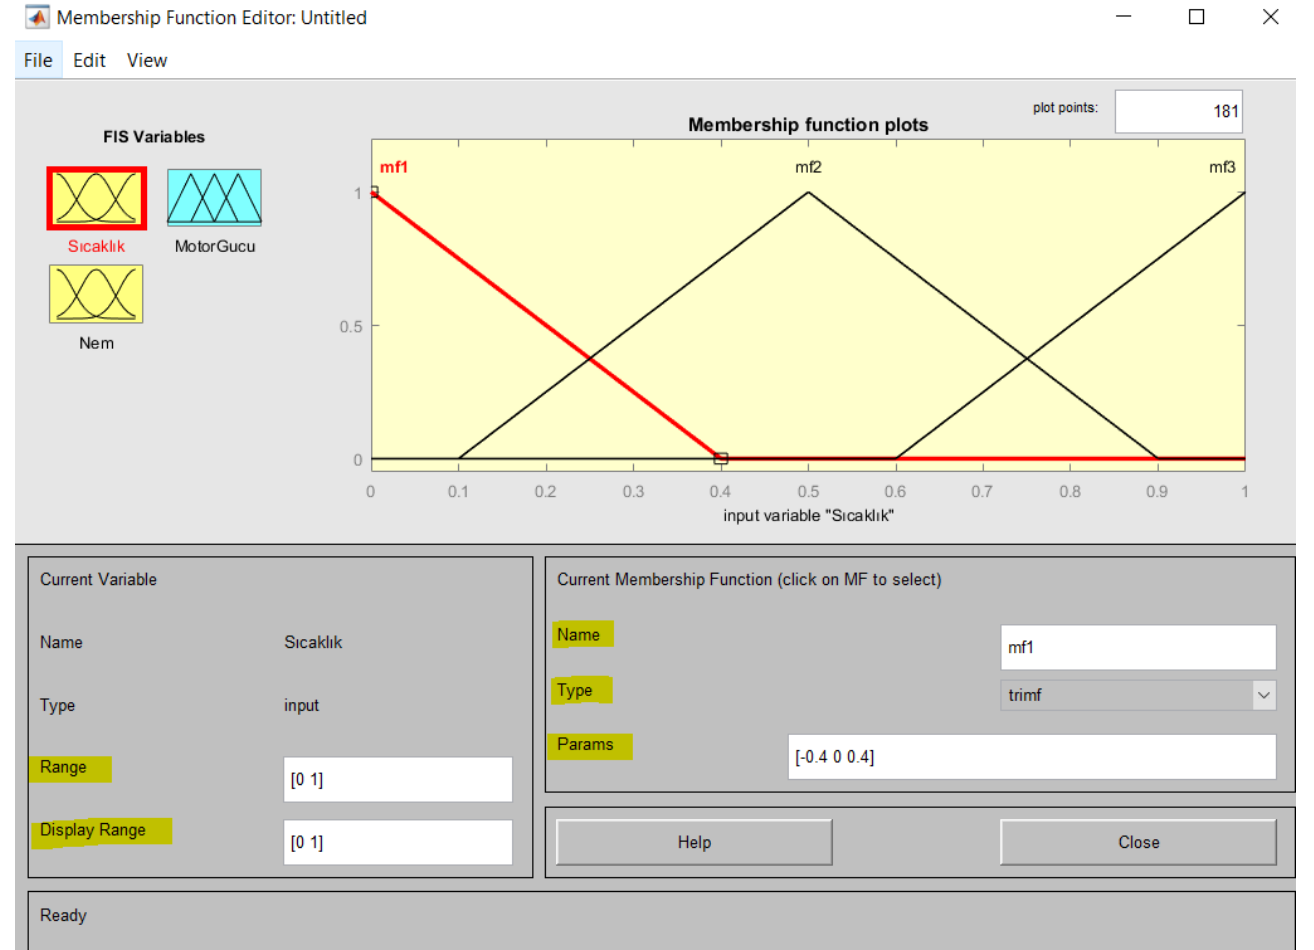 Membership Function Editor: Untitled
File Edit View
FIS Variables
Sıcaklık
MotorGucu
Nem
plot points:
181
Membership function plots
mf1
mf2
mf3
1
0.5
0
0 0.1 0.2 0.3 0.4 0.5 0.6 0.7 0.8 0.9 1
input variable "Sıcaklık"
Current Variable
Name Sıcaklık
Type input
Range [0 1]
Display Range [0 1]
Current Membership Function (click on MF to select)
Name mf1
Type trimf
Params [-0.4 0 0.4]
Help
Close
Ready